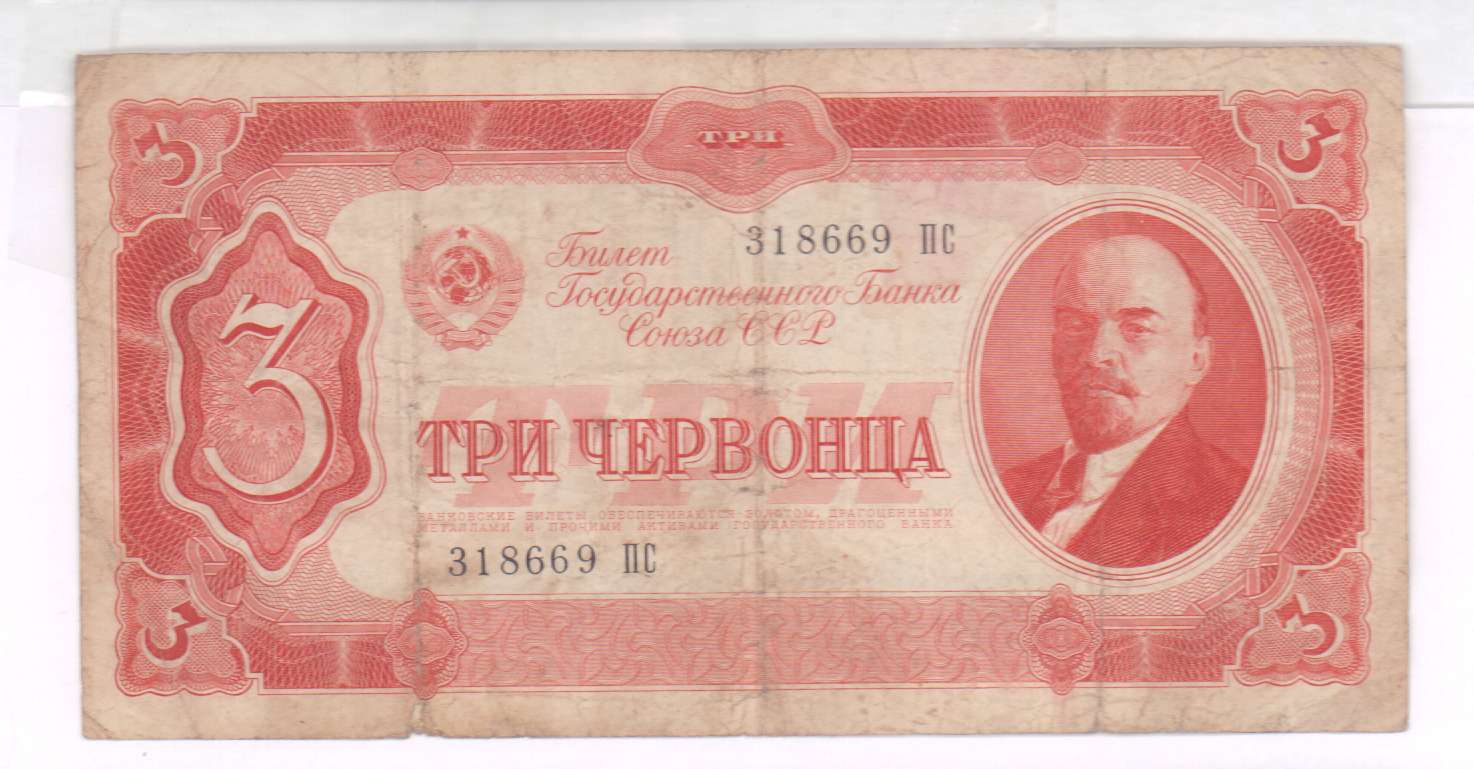 3
ТРИ
3
318669 ПС
Билет
Государственного Банка
Союза ССР
3
ТРИ
ТРИ ЧЕРВОНЦА
БАНКОВСКИЕ БИЛЕТЫ ОБЕСПЕЧИВАЮТСЯ ЗОЛОТОМ, ДРАГОЦЕННЫМИ
МЕТАЛЛАМИ И ПРОЧИМИ АКТИВАМИ ГОСУДАРСТВЕННОГО БАНКА
318669 ПС
3
3